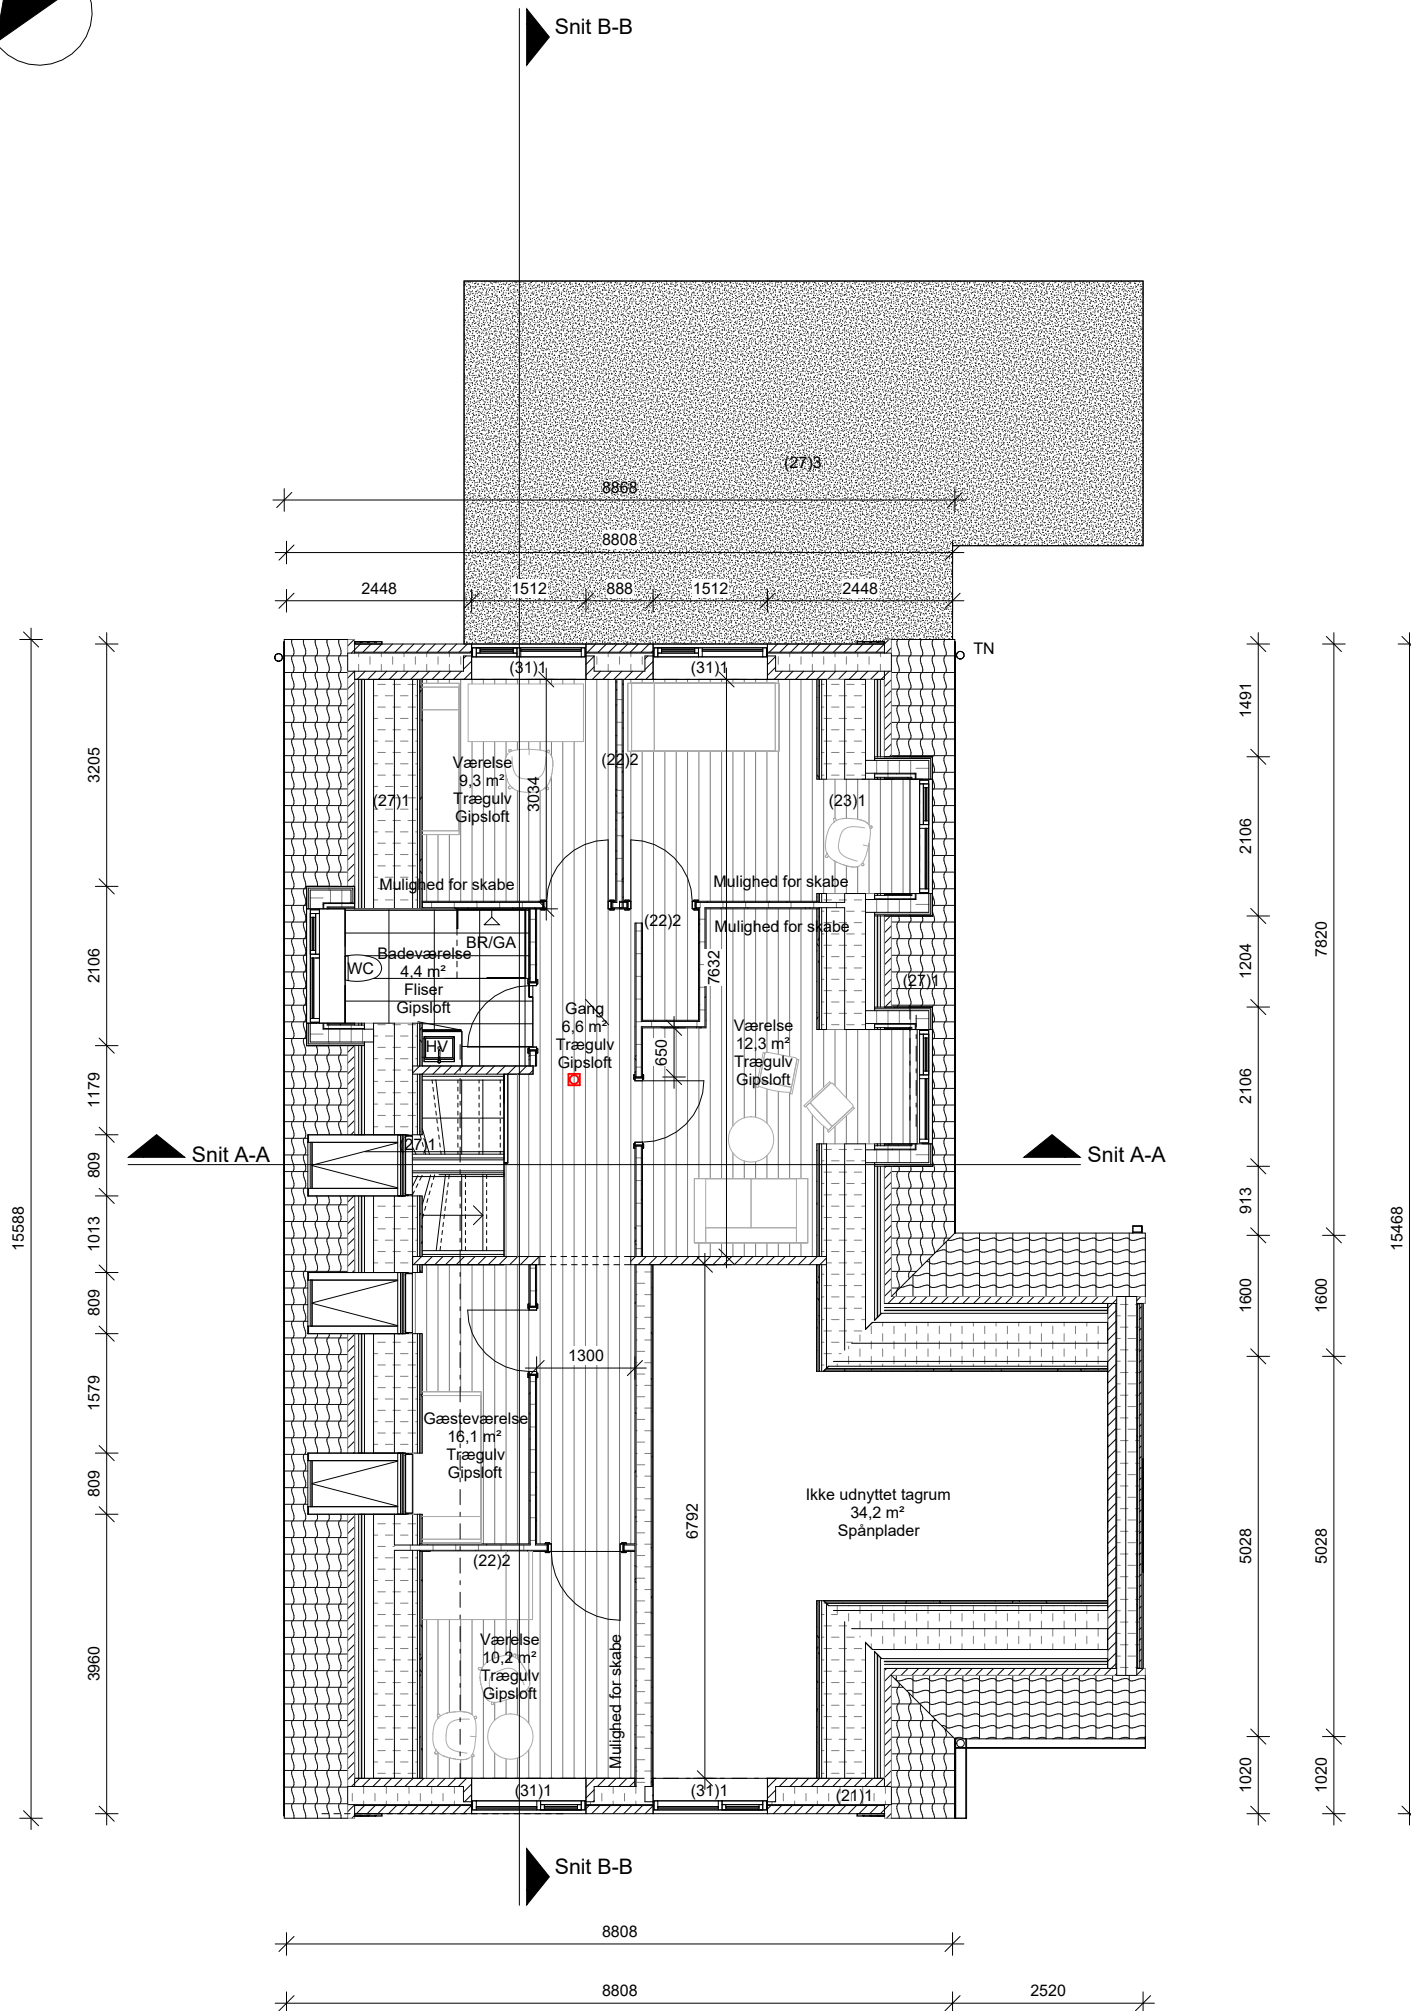 Snit B-B
(27)3
8868
8808
2448
1512
888
1512
2448
TN
(31)1
(31)1
Værelse
9,3 m²
Trægulv
Gipsloft
3034
(22)2
(27)1
(23)1
Mulighed for skabe
Mulighed for skabe
Mulighed for skabe
(22)2
BR/GA
WC
Badeværelse
4,4 m²
Fliser
Gipsloft
HV
Gang
6,6 m²
Trægulv
Gipsloft
650
7632
Værelse
12,3 m²
Trægulv
Gipsloft
(27)1
27)1
Snit A-A
Snit A-A
1300
Gæsteværelse
16,1 m²
Trægulv
Gipsloft
6792
Ikke udnyttet tagrum
34,2 m²
Spånplader
(22)2
Værelse
10,2 m²
Trægulv
Gipsloft
Mulighed for skabe
(31)1
(31)1
(21)1
Snit B-B
8808
8808
2520
15588
3205
2106
1179
809
1013
809
1579
809
3960
1491
2106
1204
2106
913
1600
5028
1020
7820
1600
5028
1020
15468